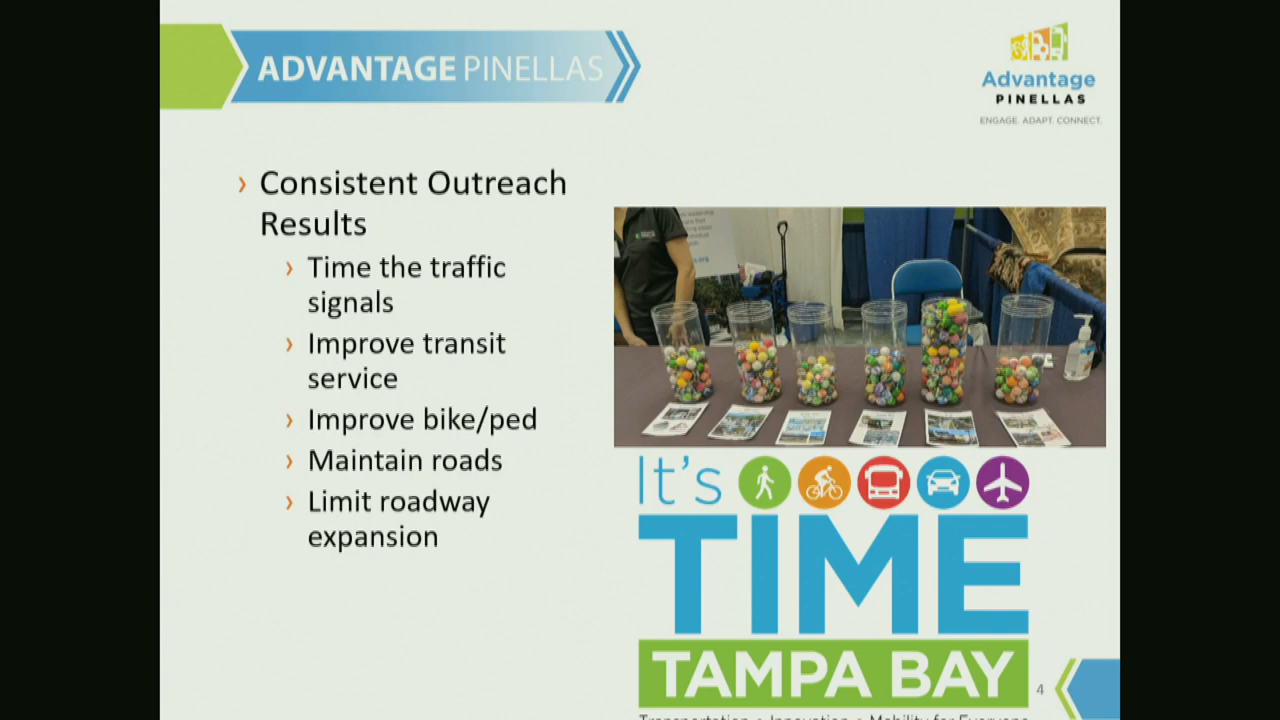 ADVANTAGE PINELLAS
Advantage
PINELLAS
ENGAGE. ADAPT. CONNECT.
› Consistent Outreach
Results
› Time the traffic
signals
› Improve transit
service
› Improve bike/ped
› Maintain roads
› Limit roadway
expansion
It's
TIME
TAMPA BAY
4